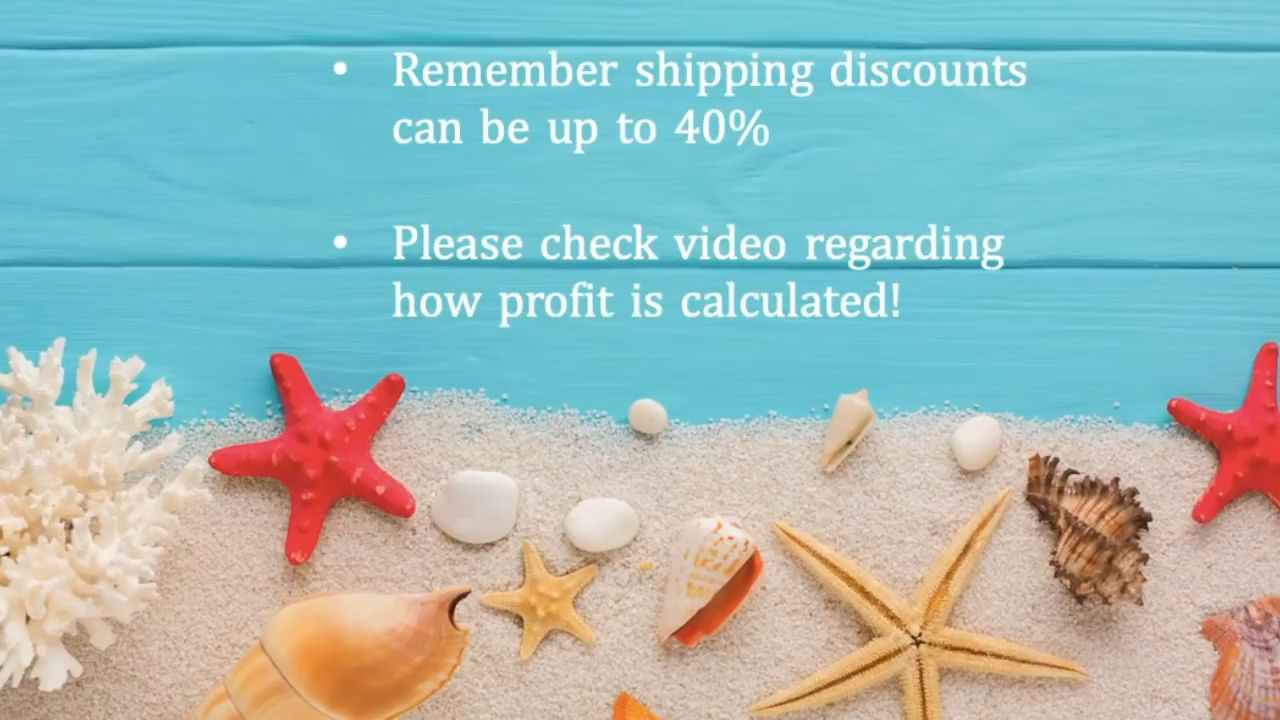 • Remember shipping discounts
can be up to 40%
• Please check video regarding
how profit is calculated!